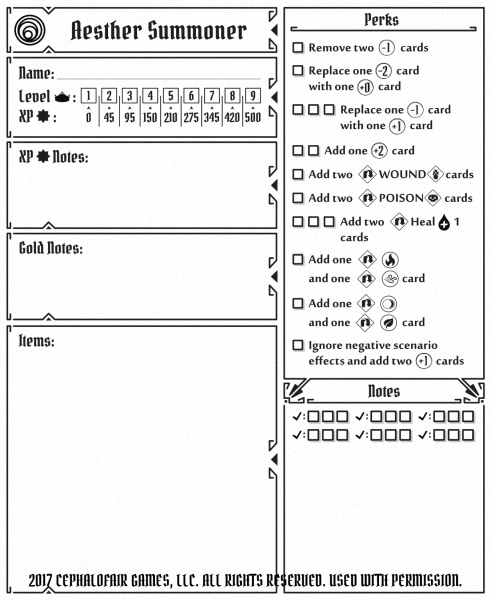 Aesther Summoner
Name:
Level : 1 2 3 4 5 6 7 8 9
XP : 0 45 95 150 210 275 345 420 500
XP Notes:
Gold Notes:
Items:
Perks
Remove two -1 cards
Replace one -2 card
with one +0 card
Replace one -1 card
with one +1 card
Add one +2 card
Add two WOUND cards
Add two POISON cards
Add two Heal 1
cards
Add one
and one card
Add one
and one card
Ignore negative scenario
effects and add two +1 cards
Notes
: : :
: : :
2017 CEPHALOFAIR GAMES, LLC. ALL RIGHTS RESERVED. USED WITH PERMISSION.